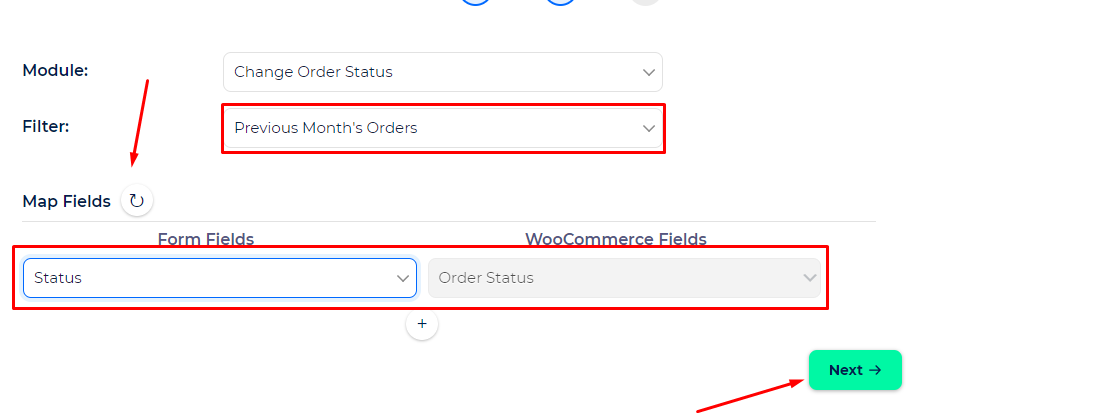 Module:
Change Order Status
Filter:
Previous Month's Orders
Map Fields
Form Fields
WooCommerce Fields
Status
Order Status
+
Next →